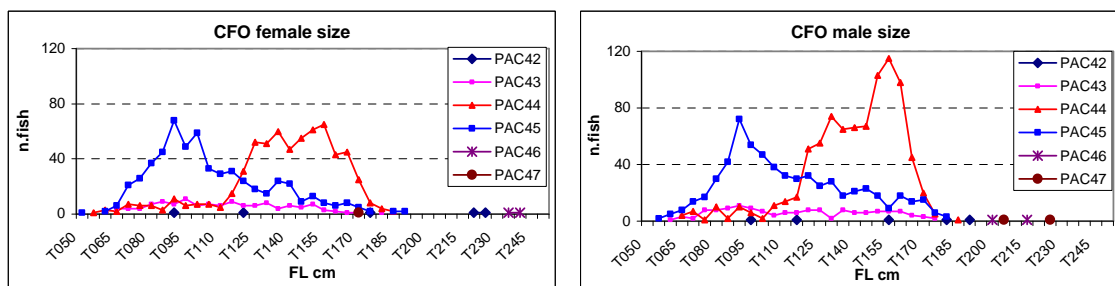 CFO female size
120
80
40
0
n.fish
T050
T065
T080
T095
T110
T125
T140
T155
T170
T185
T200
T215
T230
T245
FL cm
PAC42
PAC43
PAC44
PAC45
PAC46
PAC47
CFO male size
120
80
40
0
n.fish
T050
T065
T080
T095
T110
T125
T140
T155
T170
T185
T200
T215
T230
T245
FL cm
PAC42
PAC43
PAC44
PAC45
PAC46
PAC47